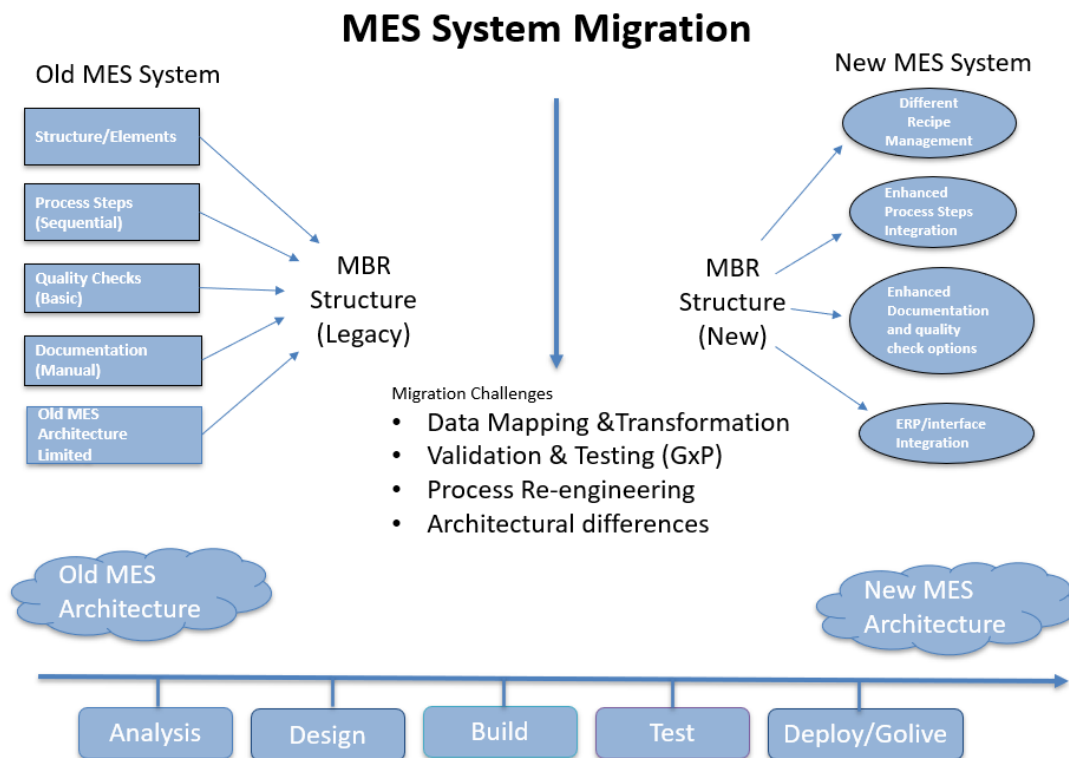 MES System Migration
Old MES System
New MES System
Structure/Elements
Process Steps
(Sequential)
Quality Checks
(Basic)
Documentation
(Manual)
Old MES
Architecture
Limited
MBR
Structure
(Legacy)
MBR
Structure
(New)
Different
Recipe
Management
Enhanced
Process Steps
Integration
Enhanced
Documentation
and quality
check options
ERP/interface
Integration
Migration Challenges
• Data Mapping &Transformation
• Validation & Testing (GxP)
• Process Re-engineering
• Architectural differences
Old MES
Architecture
New MES
Architecture
Analysis
Design
Build
Test
Deploy/Golive